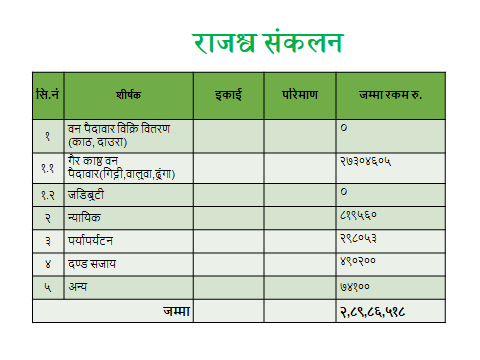 राजश्व संकलन
सि.नं शीर्षक इकाई परिमाण जम्मा रकम रु.
१ वन पैदावार विक्रि वितरण (काठ, दाउरा) ०
१.१ गैर काष्ठ वन पैदावार(गिट्टी,वालुवा,ढूंगा) २७३०४६०५
१.२ जडिबुटी ०
२ न्यायिक ८१९५६०
३ पर्यापर्यटन २९८०५३
४ दण्ड सजाय ४९०२००
५ अन्य ७४१००
जम्मा २,८९,८६,५१८